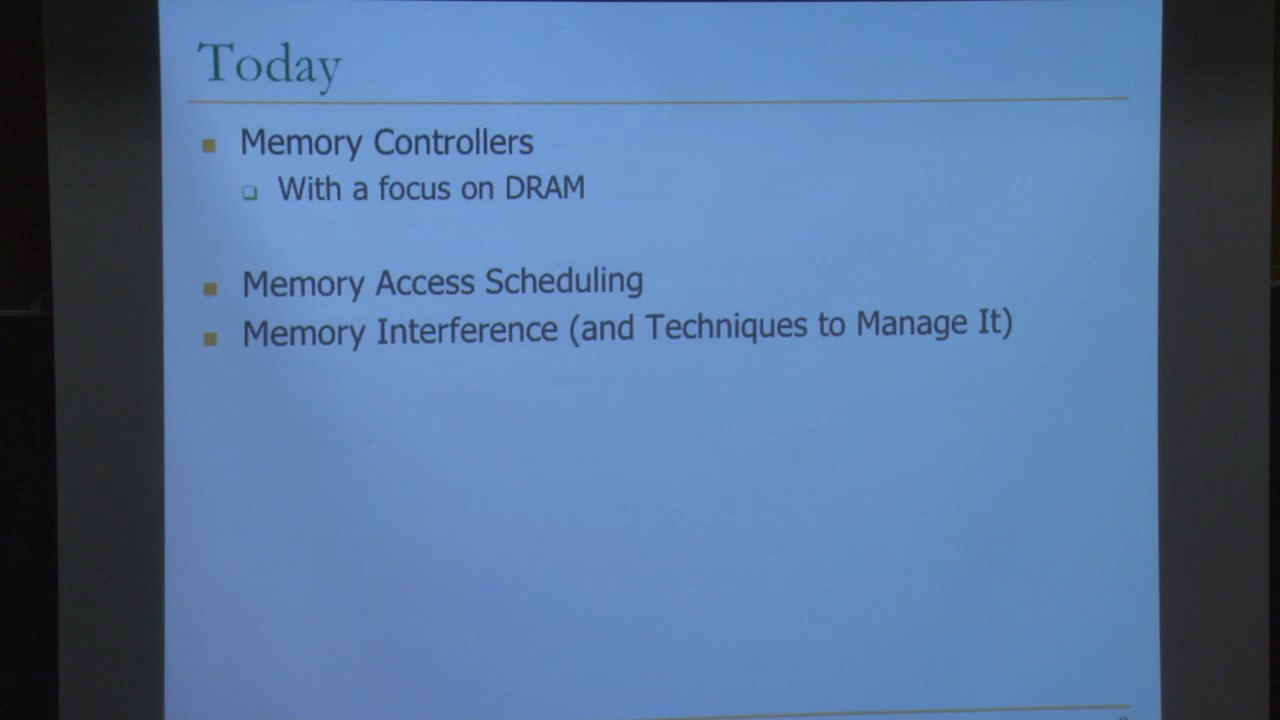 Today
Memory Controllers
With a focus on DRAM
Memory Access Scheduling
Memory Interference (and Techniques to Manage It)